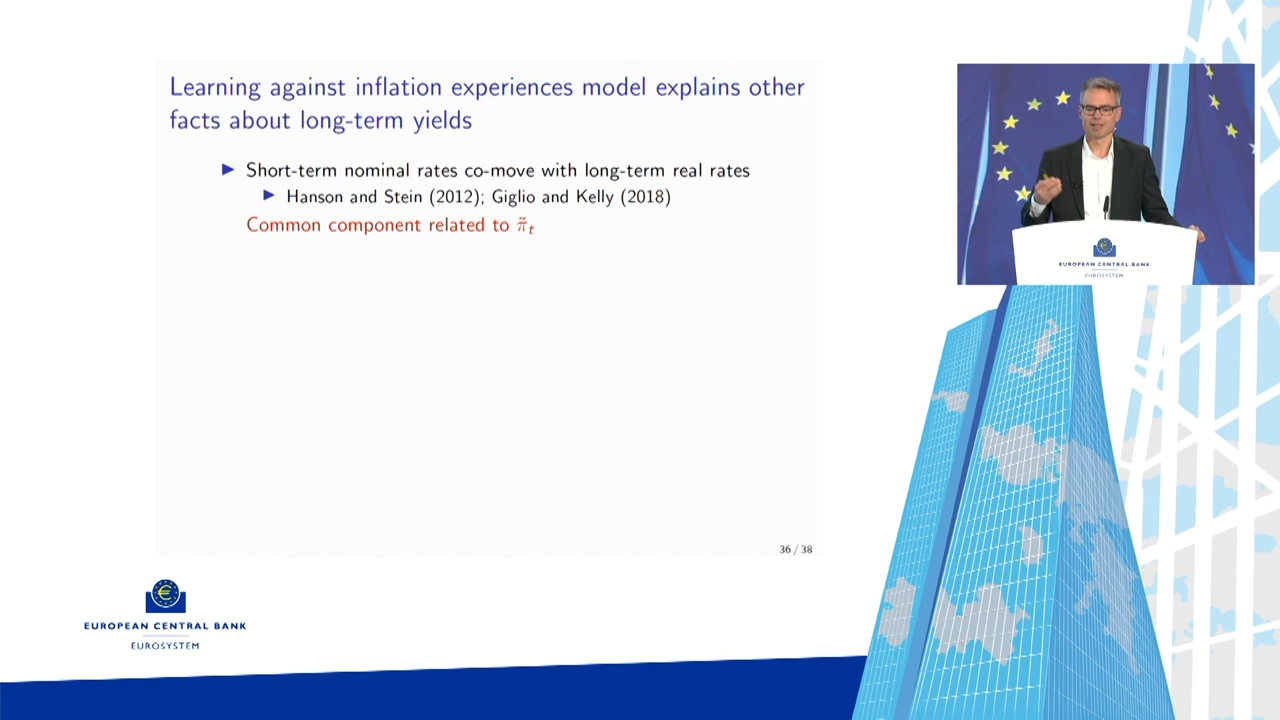 Learning against inflation experiences model explains other
facts about long-term yields
▶ Short-term nominal rates co-move with long-term real rates
▶ Hanson and Stein (2012); Giglio and Kelly (2018)
Common component related to π̃ₜ
36 / 38
EUROPEAN CENTRAL BANK
EUROSYSTEM
EUROPEAN CENTRAL BANK
EUROSYSTEM